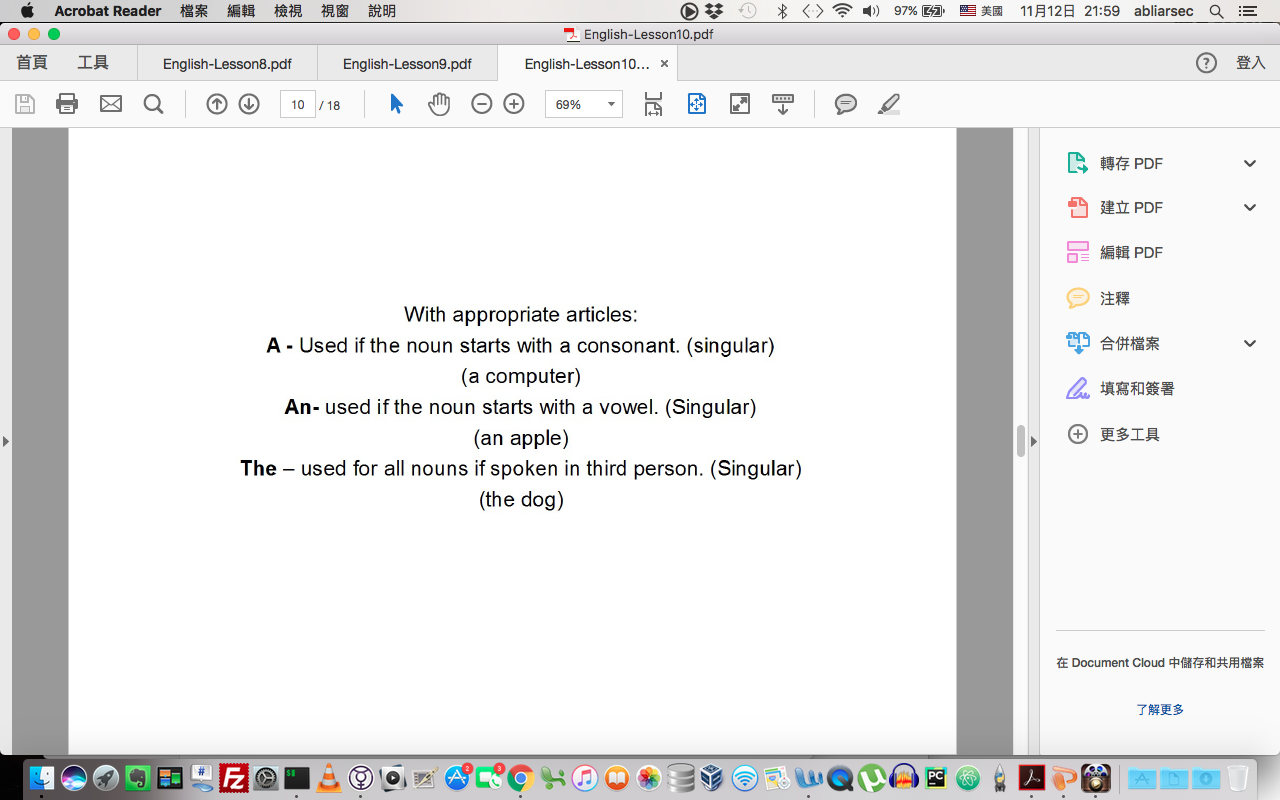 Acrobat Reader 檔案 編輯 檢視 視窗 說明 97% 美國 11月12日 21:59 abliarsec
English-Lesson10.pdf
首頁 工具 English-Lesson8.pdf English-Lesson9.pdf English-Lesson10... × ? 登入
10 / 18 69%
With appropriate articles:
A - Used if the noun starts with a consonant. (singular)
(a computer)
An- used if the noun starts with a vowel. (Singular)
(an apple)
The – used for all nouns if spoken in third person. (Singular)
(the dog)
轉存 PDF
建立 PDF
編輯 PDF
注釋
合併檔案
填寫和簽署
更多工具
在 Document Cloud 中儲存和共用檔案
了解更多
# Fz $$ 2 3 PC